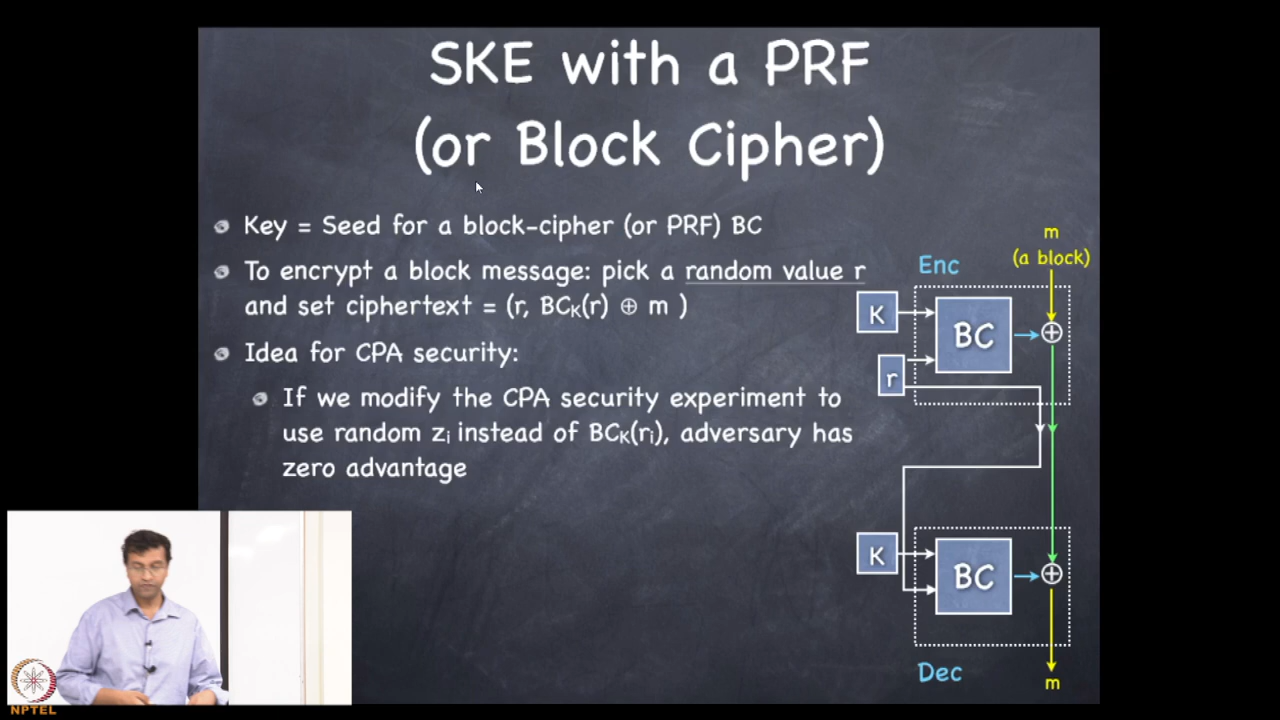 SKE with a PRF
(or Block Cipher)
Key = Seed for a block-cipher (or PRF) BC
To encrypt a block message: pick a random value r
and set ciphertext = (r, BCₖ(r) ⊕ m )
Idea for CPA security:
If we modify the CPA security experiment to
use random zᵢ instead of BCₖ(rᵢ), adversary has
zero advantage
m
(a block)
Enc
K
BC
r
K
BC
Dec
m
NPTEL